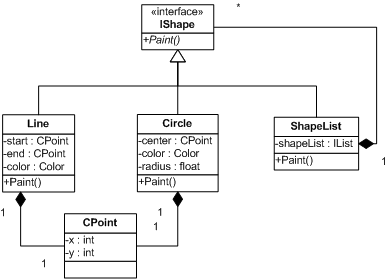 «interface»
IShape
+Paint()
*
Line
-start : CPoint
-end : CPoint
-color : Color
+Paint()
Circle
-center : CPoint
-color : Color
-radius : float
+Paint()
ShapeList
-shapeList : IList
+Paint()
1
1
1
1
CPoint
-x : int
-y : int
1